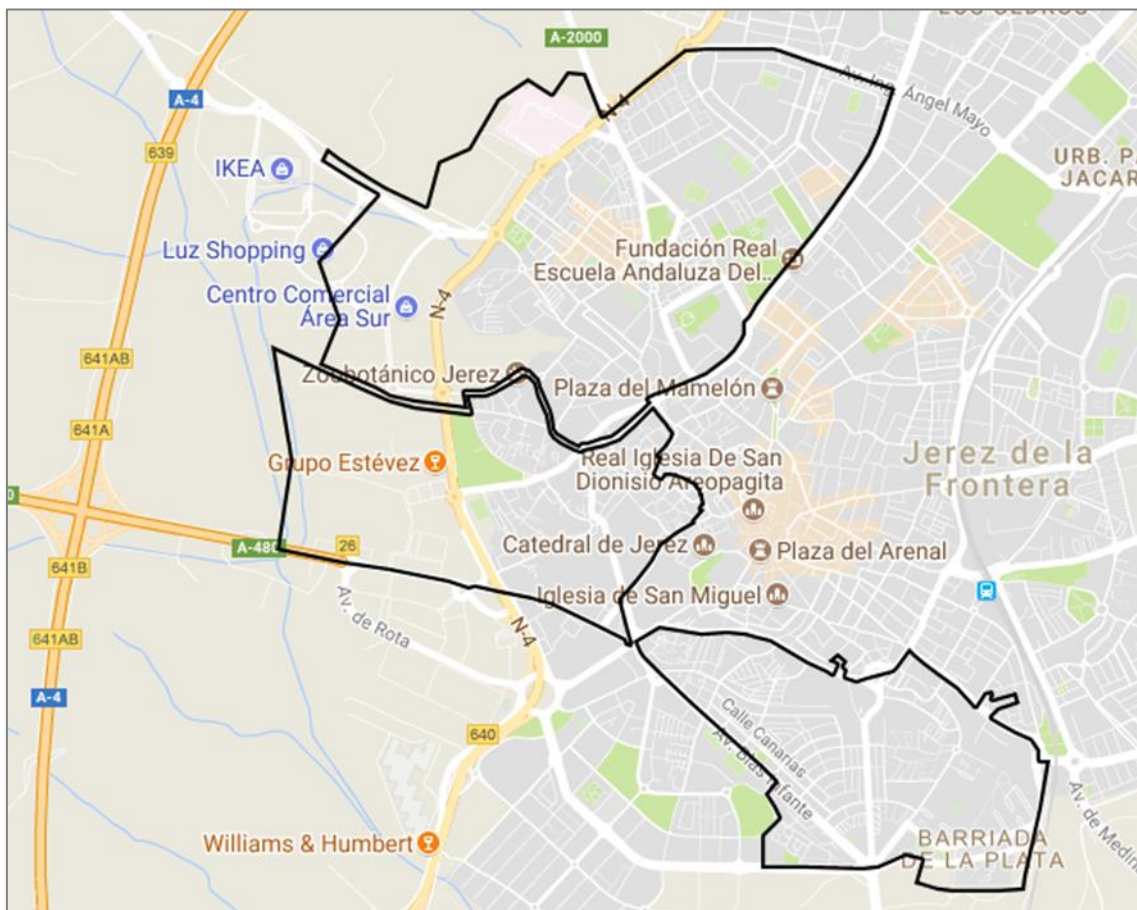 LOS CEDROS
A-2000
Av. Ing. Ángel Mayo
N-4
A-4
639
IKEA
JACAR
Luz Shopping
Fundación Real
Escuela Andaluza Del...
Centro Comercial
Área Sur
N-4
641AB
Zoobotánico Jerez
Plaza del Mamelón
641A
Grupo Estévez
Real Iglesia De San
Dionisio Areopagita
Jerez de la
Frontera
A-480
26
Catedral de Jerez
Plaza del Arenal
641B
Av. de Rota
Iglesia de San Miguel
N-4
641AB
A-4
640
Calle Canarias
Av. Blas Infante
Williams & Humbert
BARRIADA
DE LA PLATA
Av. de Medin